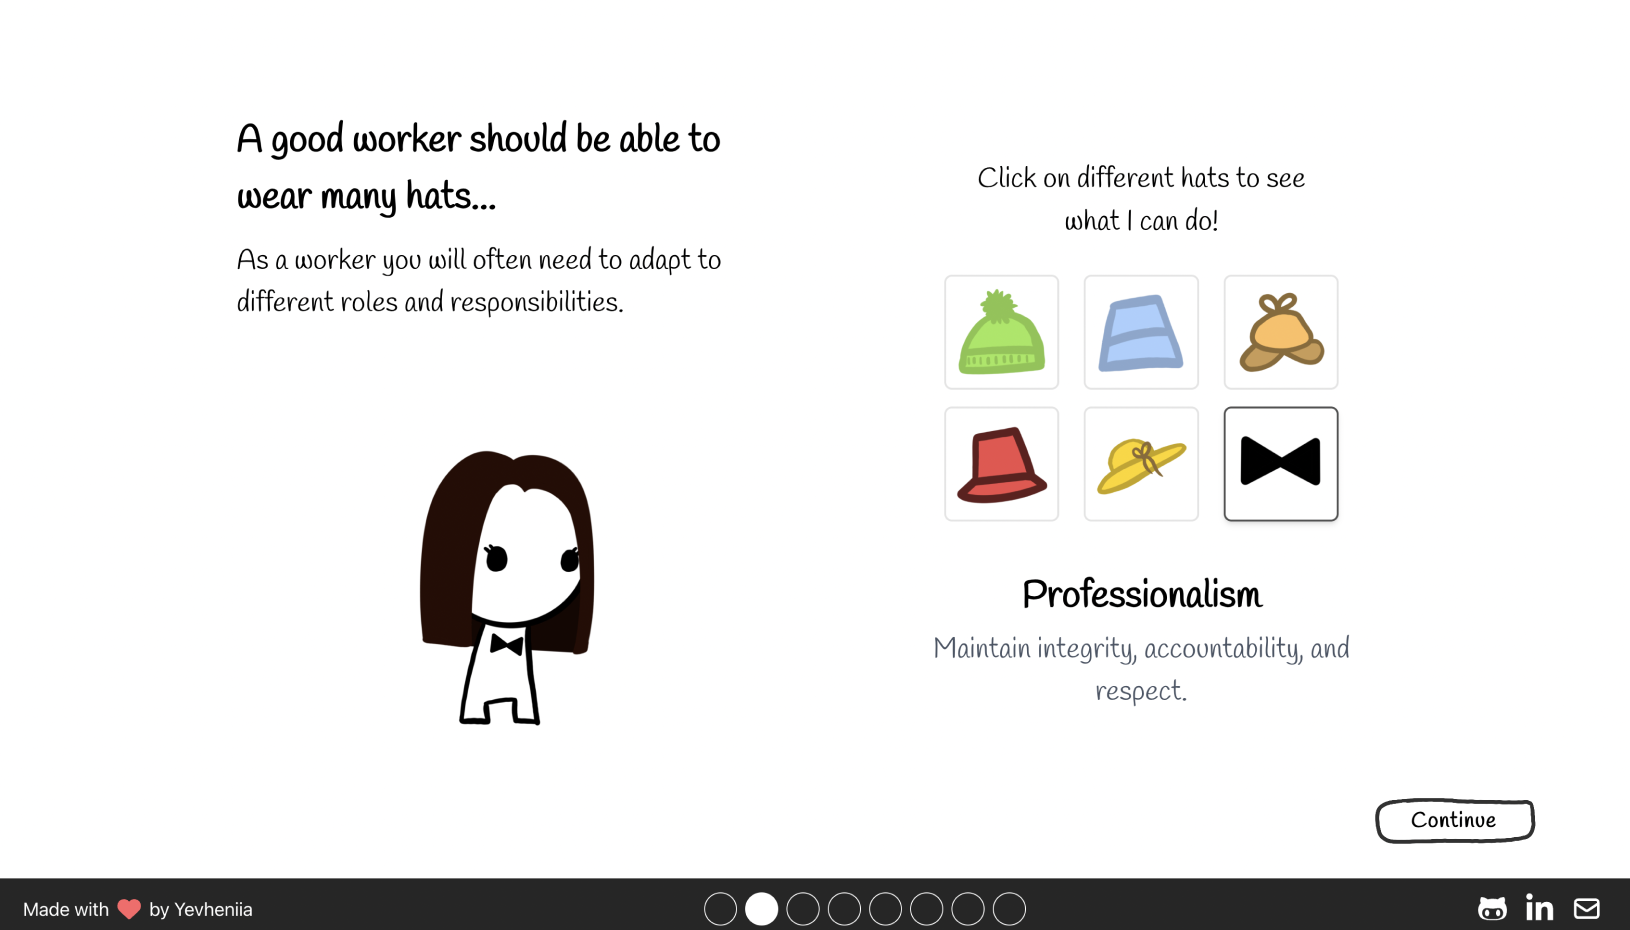 A good worker should be able to
wear many hats...
As a worker you will often need to adapt to
different roles and responsibilities.
Click on different hats to see
what I can do!
Professionalism
Maintain integrity, accountability, and
respect.
Continue
Made with ❤️ by Yevheniia
in